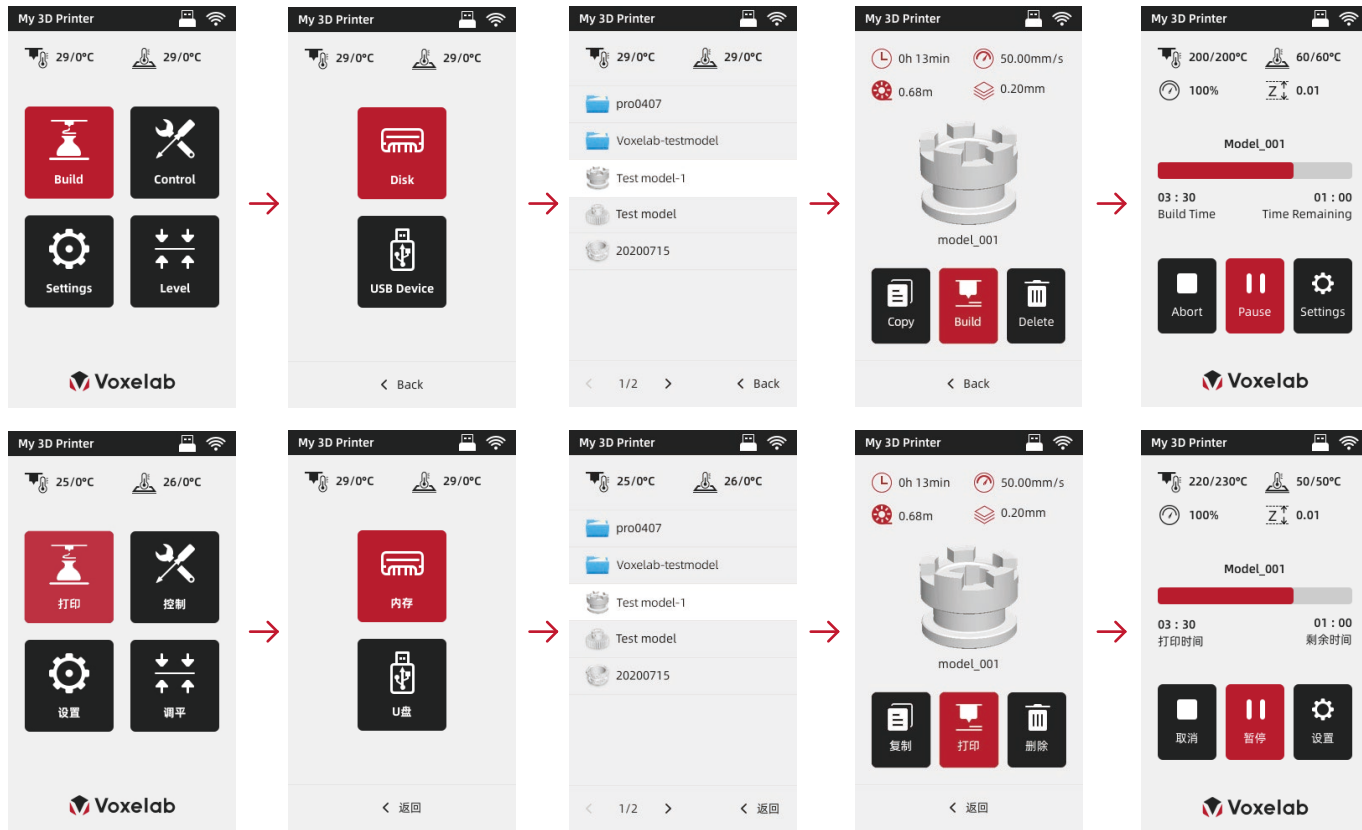 My 3D Printer
29/0°C 29/0°C
Build Control
Settings Level
Voxelab
My 3D Printer
29/0°C 29/0°C
Disk
USB Device
Back
My 3D Printer
29/0°C 29/0°C
pro0407
Voxelab-testmodel
Test model-1
Test model
20200715
1/2 Back
My 3D Printer
0h 13min 50.00mm/s
0.68m 0.20mm
model_001
Copy Build Delete
Back
My 3D Printer
200/200°C 60/60°C
100% Z 0.01
Model_001
03 : 30 01 : 00
Build Time Time Remaining
Abort Pause Settings
Voxelab
My 3D Printer
25/0°C 26/0°C
打印 控制
设置 调平
Voxelab
My 3D Printer
29/0°C 29/0°C
内存
U盘
返回
My 3D Printer
25/0°C 26/0°C
pro0407
Voxelab-testmodel
Test model-1
Test model
20200715
1/2 返回
My 3D Printer
0h 13min 50.00mm/s
0.68m 0.20mm
model_001
复制 打印 删除
返回
My 3D Printer
220/230°C 50/50°C
100% Z 0.01
Model_001
03 : 30 01 : 00
打印时间 剩余时间
取消 暂停 设置
Voxelab